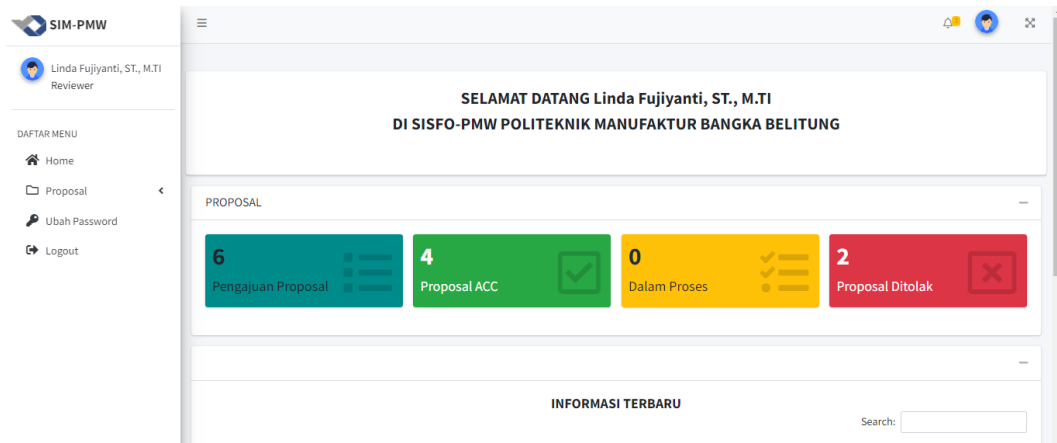 SIM-PMW
Linda Fujiyanti, ST., M.TI
Reviewer
DAFTAR MENU
Home
Proposal
Ubah Password
Logout
SELAMAT DATANG Linda Fujiyanti, ST., M.TI
DI SISFO-PMW POLITEKNIK MANUFAKTUR BANGKA BELITUNG
PROPOSAL
6
Pengajuan Proposal
4
Proposal ACC
0
Dalam Proses
2
Proposal Ditolak
INFORMASI TERBARU
Search: